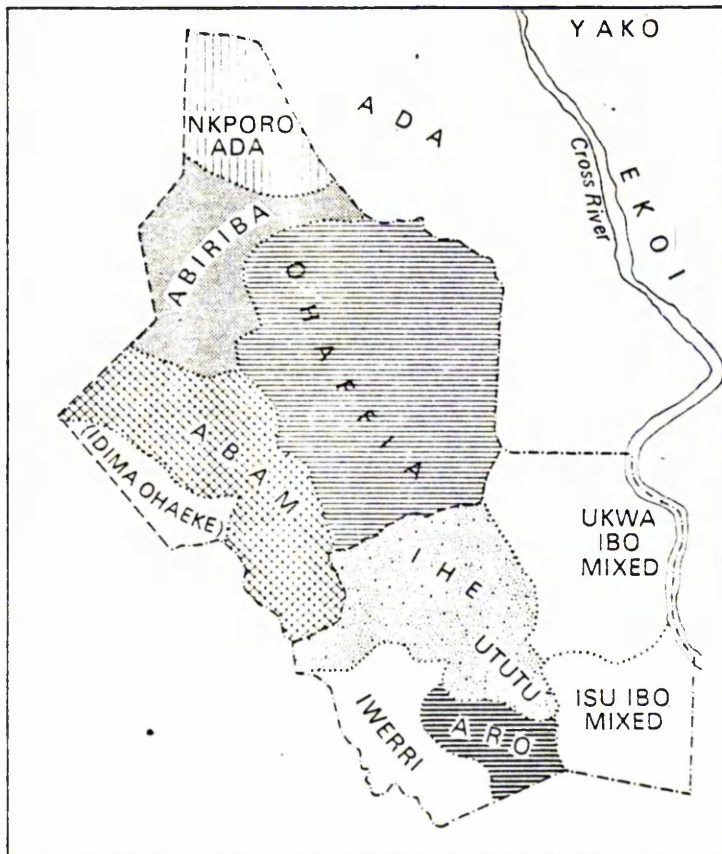 YAKO
ADA
NKPORO
ADA
EKOI
Cross River
ABIRIBA
OHAFFIA
ABAM
(IDIMA OHAEKE)
UKWA
IBO
MIXED
IHE
UTUTU
ISU IBO
MIXED
IWERRI
ARO